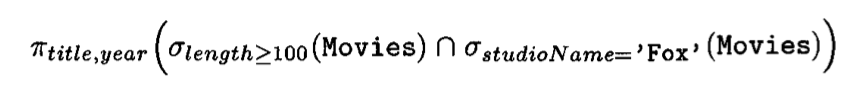 π_{title,year}(σ_{length≥100}(Movies) ∩ σ_{studioName='Fox'}(Movies))